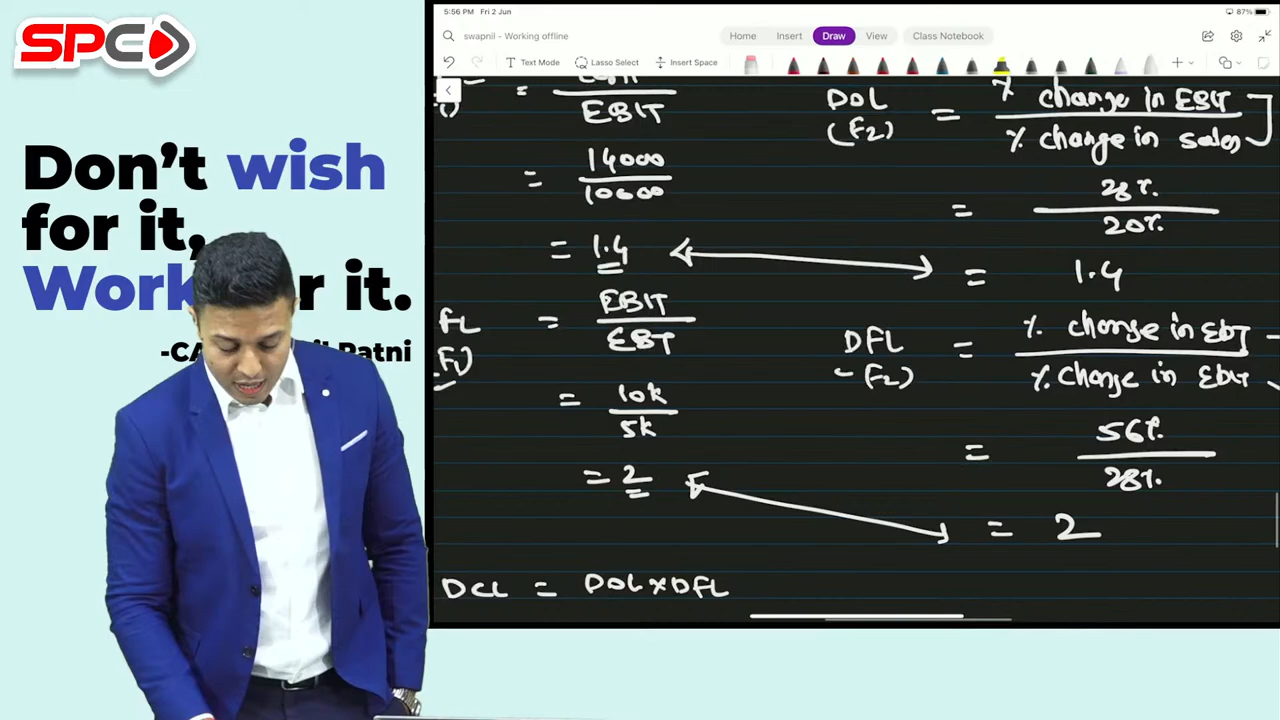 SPC
Don't wish
for it,
Work r it.
-CA Patni
5:56 PM Fri 2 Jun
87%
swapnil - Working offline
Home Insert Draw View Class Notebook
Text Mode Lasso Select Insert Space
= EBIT
= 14000 / 10000
= 1.4
FL (F1) = EBIT / EBT
= 10k / 5k
= 2
DCL = DOL x DFL
DOL (F2) = % change in EBIT / % change in sales
= 28% / 20%
= 1.4
DFL (F2) = % change in Ebt / % change in Ebit
= 56% / 28%
= 2